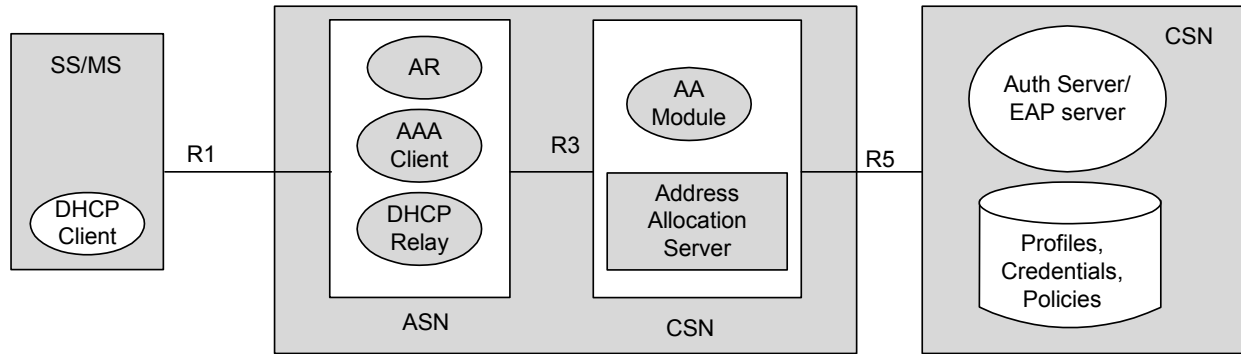 SS/MS
DHCP
Client
R1
AR
AAA
Client
DHCP
Relay
ASN
R3
AA
Module
Address
Allocation
Server
CSN
R5
CSN
Auth Server/
EAP server
Profiles,
Credentials,
Policies